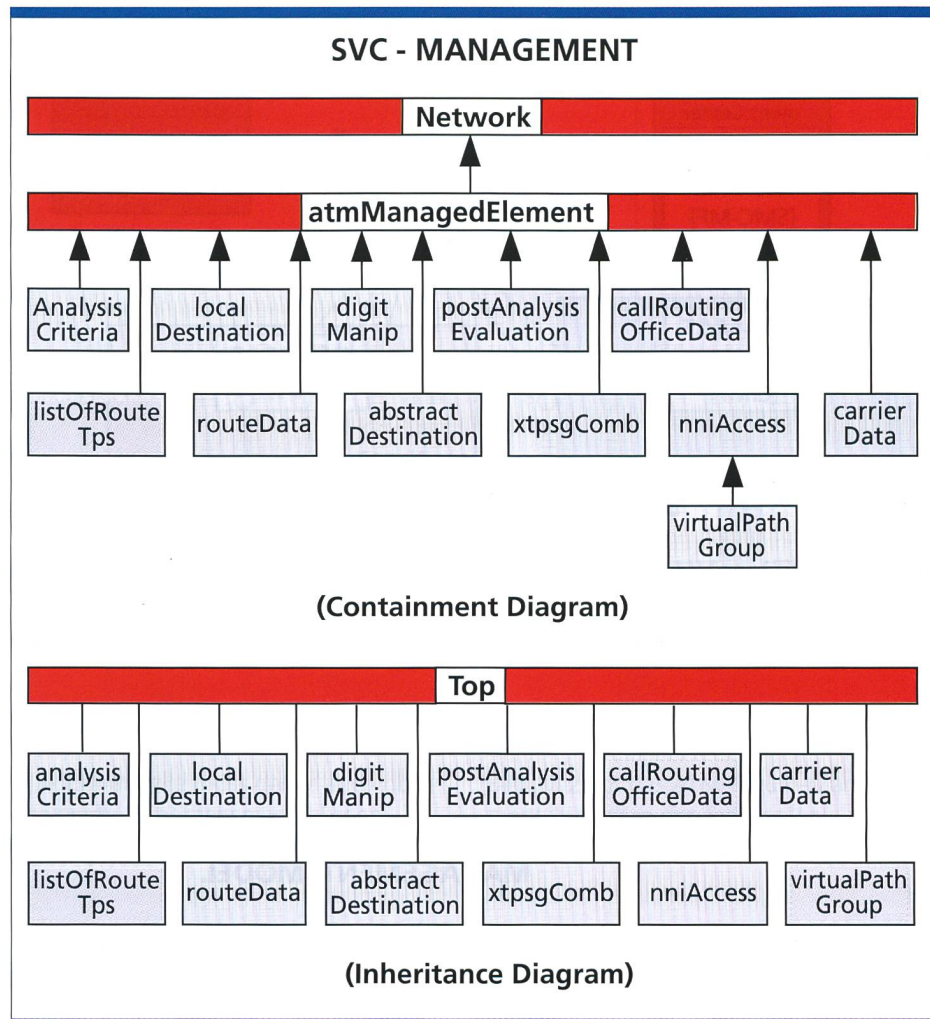 SVC - MANAGEMENT
Network
atmManagedElement
Analysis
Criteria
local
Destination
digit
Manip
postAnalysis
Evaluation
callRouting
OfficeData
listOfRoute
Tps
routeData
abstract
Destination
xtpsgComb
nniAccess
carrier
Data
virtualPath
Group
(Containment Diagram)
Top
analysis
Criteria
local
Destination
digit
Manip
postAnalysis
Evaluation
callRouting
OfficeData
carrier
Data
listOfRoute
Tps
routeData
abstract
Destination
xtpsgComb
nniAccess
virtualPath
Group
(Inheritance Diagram)